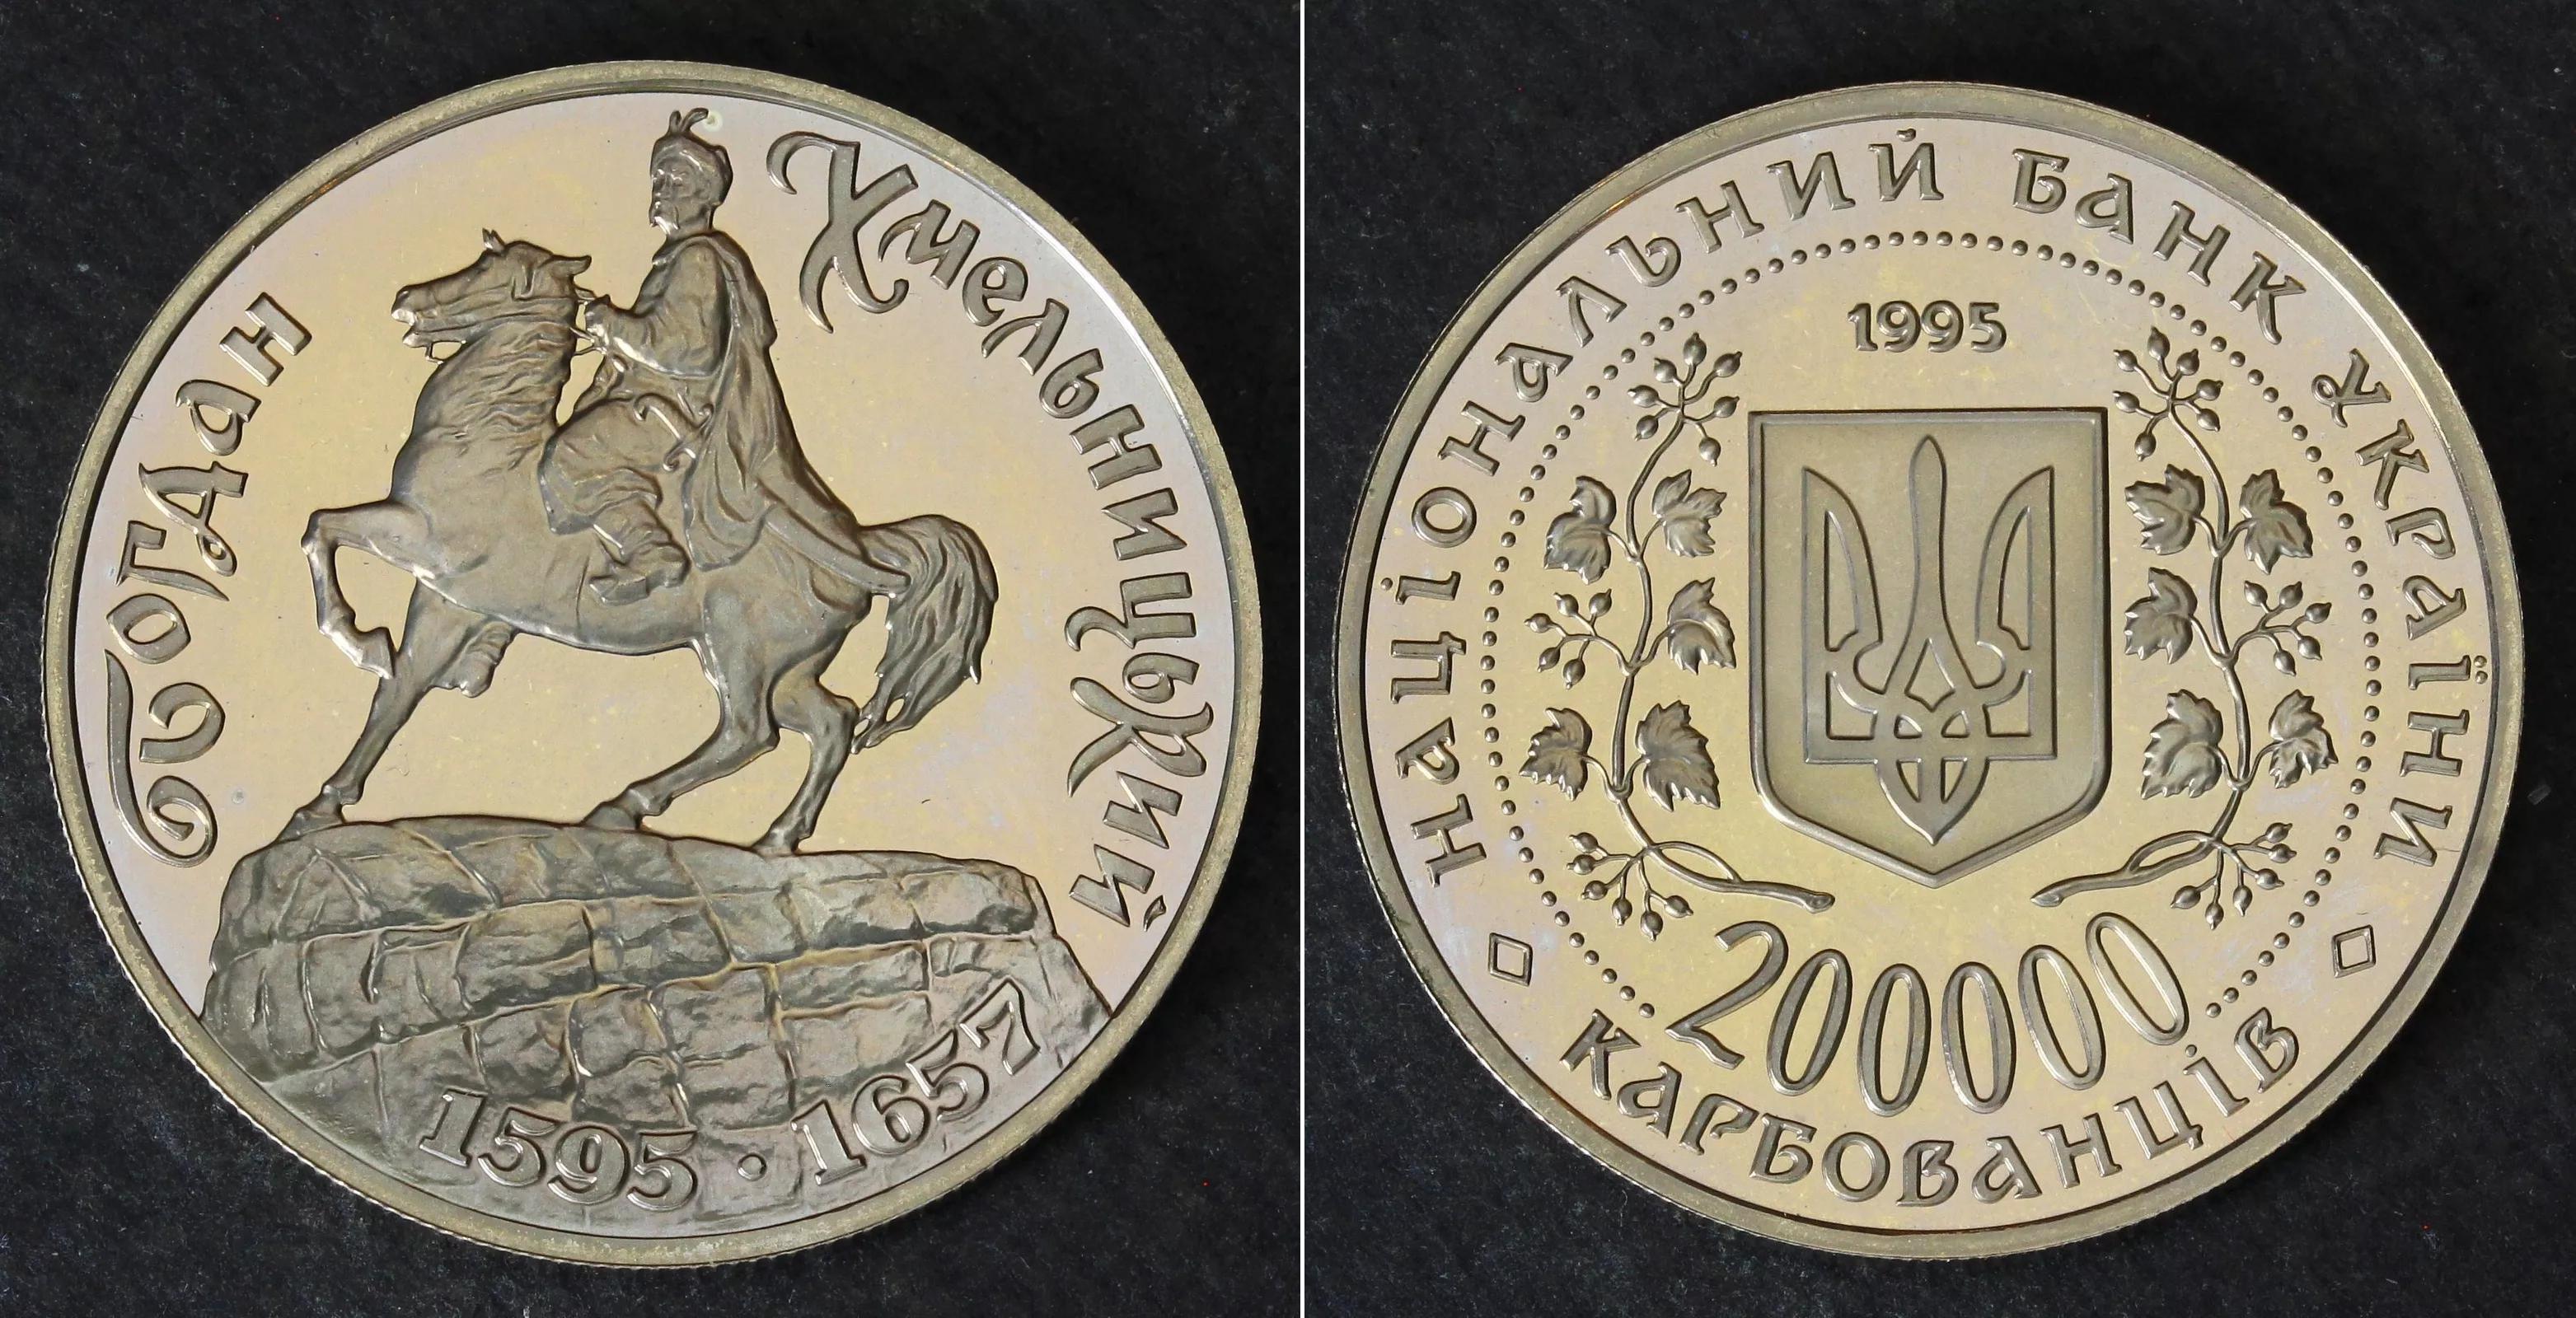 Богдан Хмельницький
1595 · 1657
НАЦІОНАЛЬНИЙ БАНК УКРАЇНИ
1995
200000
КАРБОВАНЦІВ